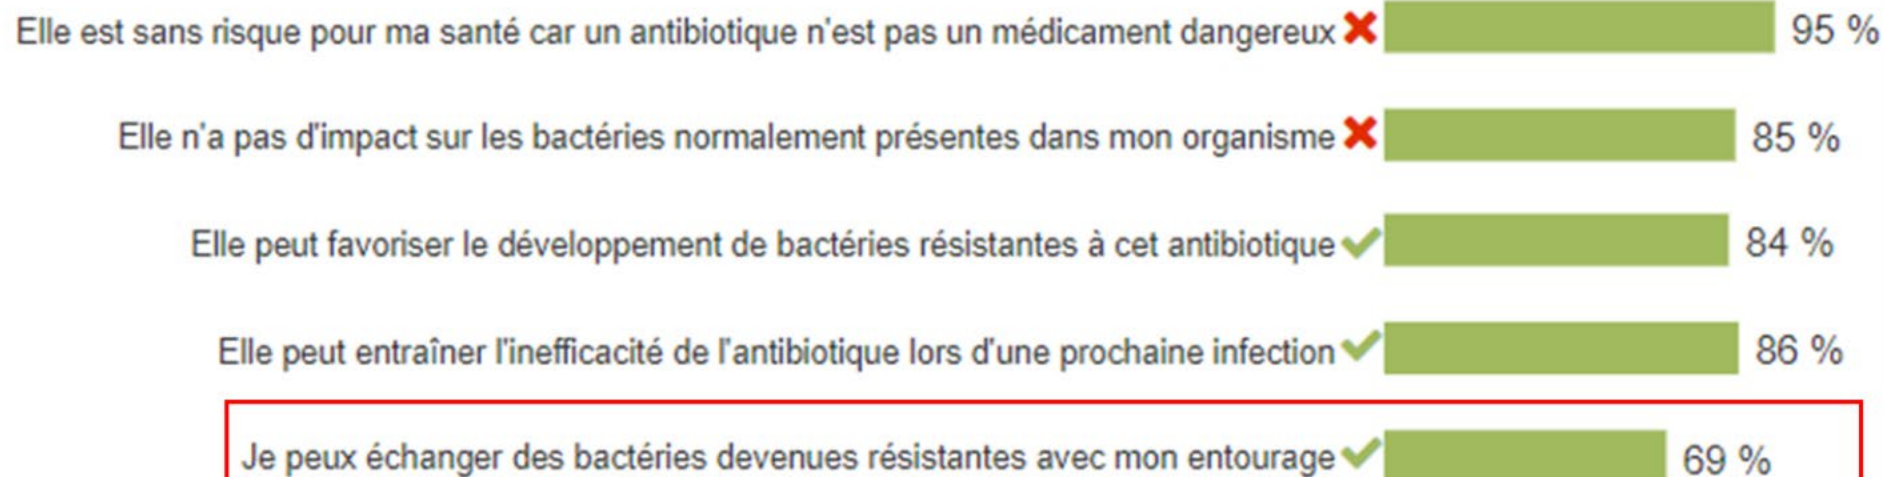 Elle est sans risque pour ma santé car un antibiotique n'est pas un médicament dangereux ✖ 95 %
Elle n'a pas d'impact sur les bactéries normalement présentes dans mon organisme ✖ 85 %
Elle peut favoriser le développement de bactéries résistantes à cet antibiotique ✔ 84 %
Elle peut entraîner l'inefficacité de l'antibiotique lors d'une prochaine infection ✔ 86 %
Je peux échanger des bactéries devenues résistantes avec mon entourage ✔ 69 %